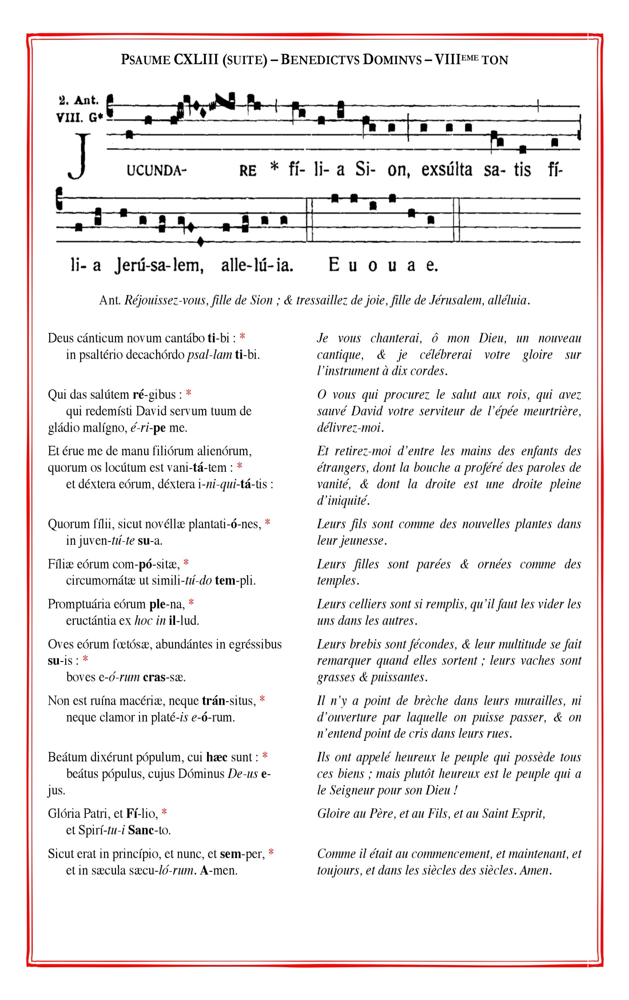 PSAUME CXLIII (SUITE) – BENEDICTVS DOMINVS – VIIIEME TON
2. Ant.
VIII. G*
JUCUNDA- RE * fí- li- a Si- on, exsúlta sa- tis fí-
li- a Jerú-sa-lem, alle-lú-ia. E u o u a e.
Ant. Réjouissez-vous, fille de Sion ; & tressaillez de joie, fille de Jérusalem, alléluia.
Deus cánticum novum cantábo ti-bi : *
in psaltério decachórdo psal-lam ti-bi.
Je vous chanterai, ô mon Dieu, un nouveau
cantique, & je célébrerai votre gloire sur
l’instrument à dix cordes.
Qui das salútem ré-gibus : *
qui redemísti David servum tuum de
gládio malígno, é-ri-pe me.
O vous qui procurez le salut aux rois, qui avez
sauvé David votre serviteur de l’épée meurtrière,
délivrez-moi.
Et érue me de manu filiórum alienórum,
quorum os locútum est vani-tá-tem : *
et déxtera eórum, déxtera i-ni-qui-tá-tis :
Et retirez-moi d’entre les mains des enfants des
étrangers, dont la bouche a proféré des paroles de
vanité, & dont la droite est une droite pleine
d’iniquité.
Quorum fílii, sicut novéllæ plantati-ó-nes, *
in juven-tú-te su-a.
Leurs fils sont comme des nouvelles plantes dans
leur jeunesse.
Fíliæ eórum com-pó-sitæ, *
circumornátæ ut simili-tú-do tem-pli.
Leurs filles sont parées & ornées comme des
temples.
Promptuária eórum ple-na, *
eructántia ex hoc in il-lud.
Leurs celliers sont si remplis, qu’il faut les vider les
uns dans les autres.
Oves eórum fœtósæ, abundántes in egréssibus
su-is : *
boves e-ó-rum cras-sæ.
Leurs brebis sont fécondes, & leur multitude se fait
remarquer quand elles sortent ; leurs vaches sont
grasses & puissantes.
Non est ruína macériæ, neque trán-situs, *
neque clamor in platé-is e-ó-rum.
Il n’y a point de brèche dans leurs murailles, ni
d’ouverture par laquelle on puisse passer, & on
n’entend point de cris dans leurs rues.
Beátum dixérunt pópulum, cui hæc sunt : *
beátus pópulus, cujus Dóminus De-us e-
jus.
Ils ont appelé heureux le peuple qui possède tous
ces biens ; mais plutôt heureux est le peuple qui a
le Seigneur pour son Dieu !
Glória Patri, et Fí-lio, *
et Spirí-tu-i Sanc-to.
Gloire au Père, et au Fils, et au Saint Esprit,
Sicut erat in princípio, et nunc, et sem-per, *
et in sæcula sæcu-ló-rum. A-men.
Comme il était au commencement, et maintenant, et
toujours, et dans les siècles des siècles. Amen.